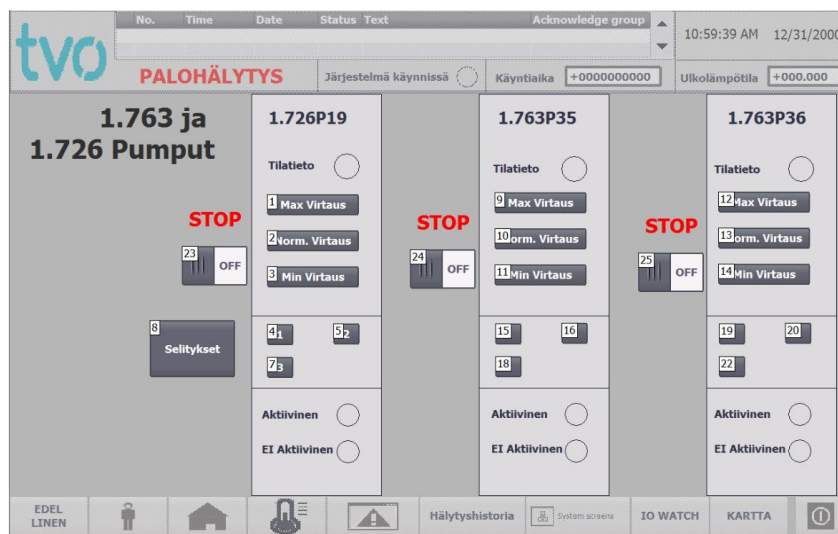 tvo
No. Time Date Status Text Acknowledge group
10:59:39 AM 12/31/2000
PALOHÄLYTYS Järjestelmä käynnissä Käyntiaika +0000000000 Ulkolämpötila +000.000
1.763 ja
1.726 Pumput
1.726P19
Tilatieto
1 Max Virtaus
2 Norm. Virtaus
3 Min Virtaus
STOP
23 OFF
8
Selitykset
4 1 5 2
7 3
Aktiivinen
EI Aktiivinen
1.763P35
Tilatieto
9 Max Virtaus
10 orm. Virtaus
11 Min Virtaus
STOP
24 OFF
15 16
18
Aktiivinen
EI Aktiivinen
1.763P36
Tilatieto
12 Max Virtaus
13 orm. Virtaus
14 Min Virtaus
STOP
25 OFF
19 20
22
Aktiivinen
EI Aktiivinen
EDEL
LINEN
Hälytyshistoria
System screens
IO WATCH
KARTTA